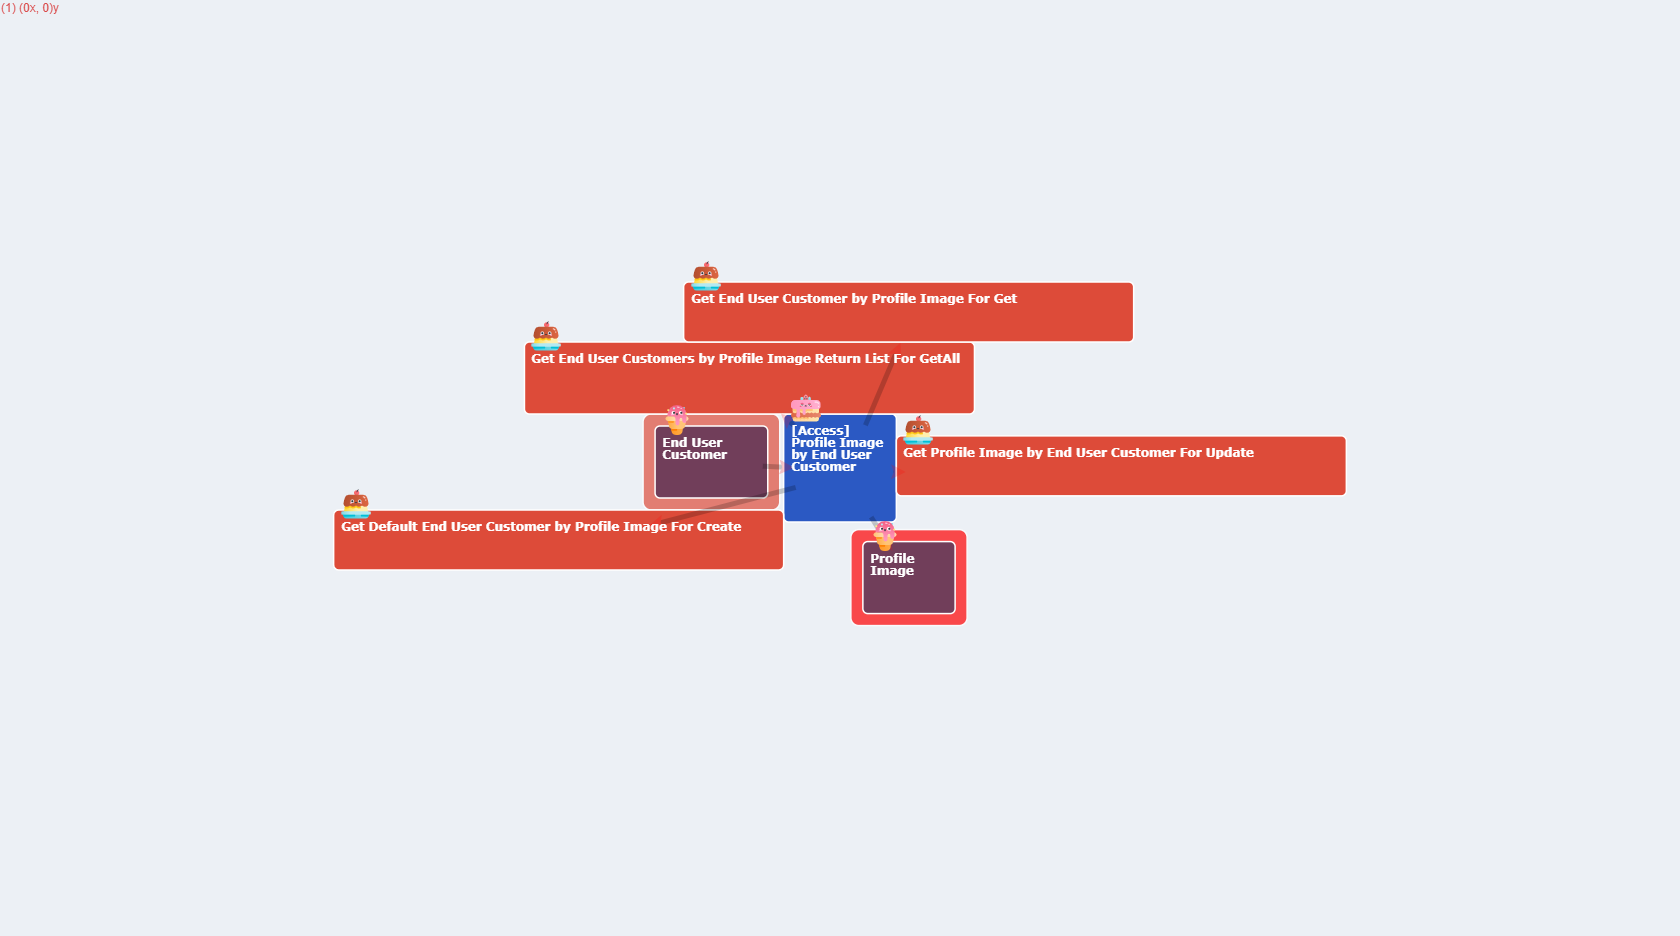 (1) (0x, 0)y
Get End User Customer by Profile Image For Get
Get End User Customers by Profile Image Return List For GetAll
End User
Customer
[Access]
Profile Image
by End User
Customer
Get Profile Image by End User Customer For Update
Get Default End User Customer by Profile Image For Create
Profile
Image